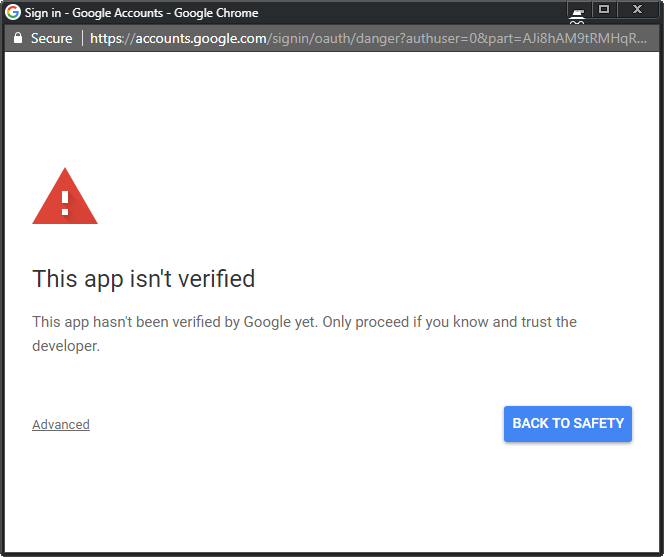 Sign in - Google Accounts - Google Chrome
Secure https://accounts.google.com/signin/oauth/danger?authuser=0&part=AJi8hAM9tRMHqR...
This app isn't verified
This app hasn't been verified by Google yet. Only proceed if you know and trust the
developer.
Advanced
BACK TO SAFETY